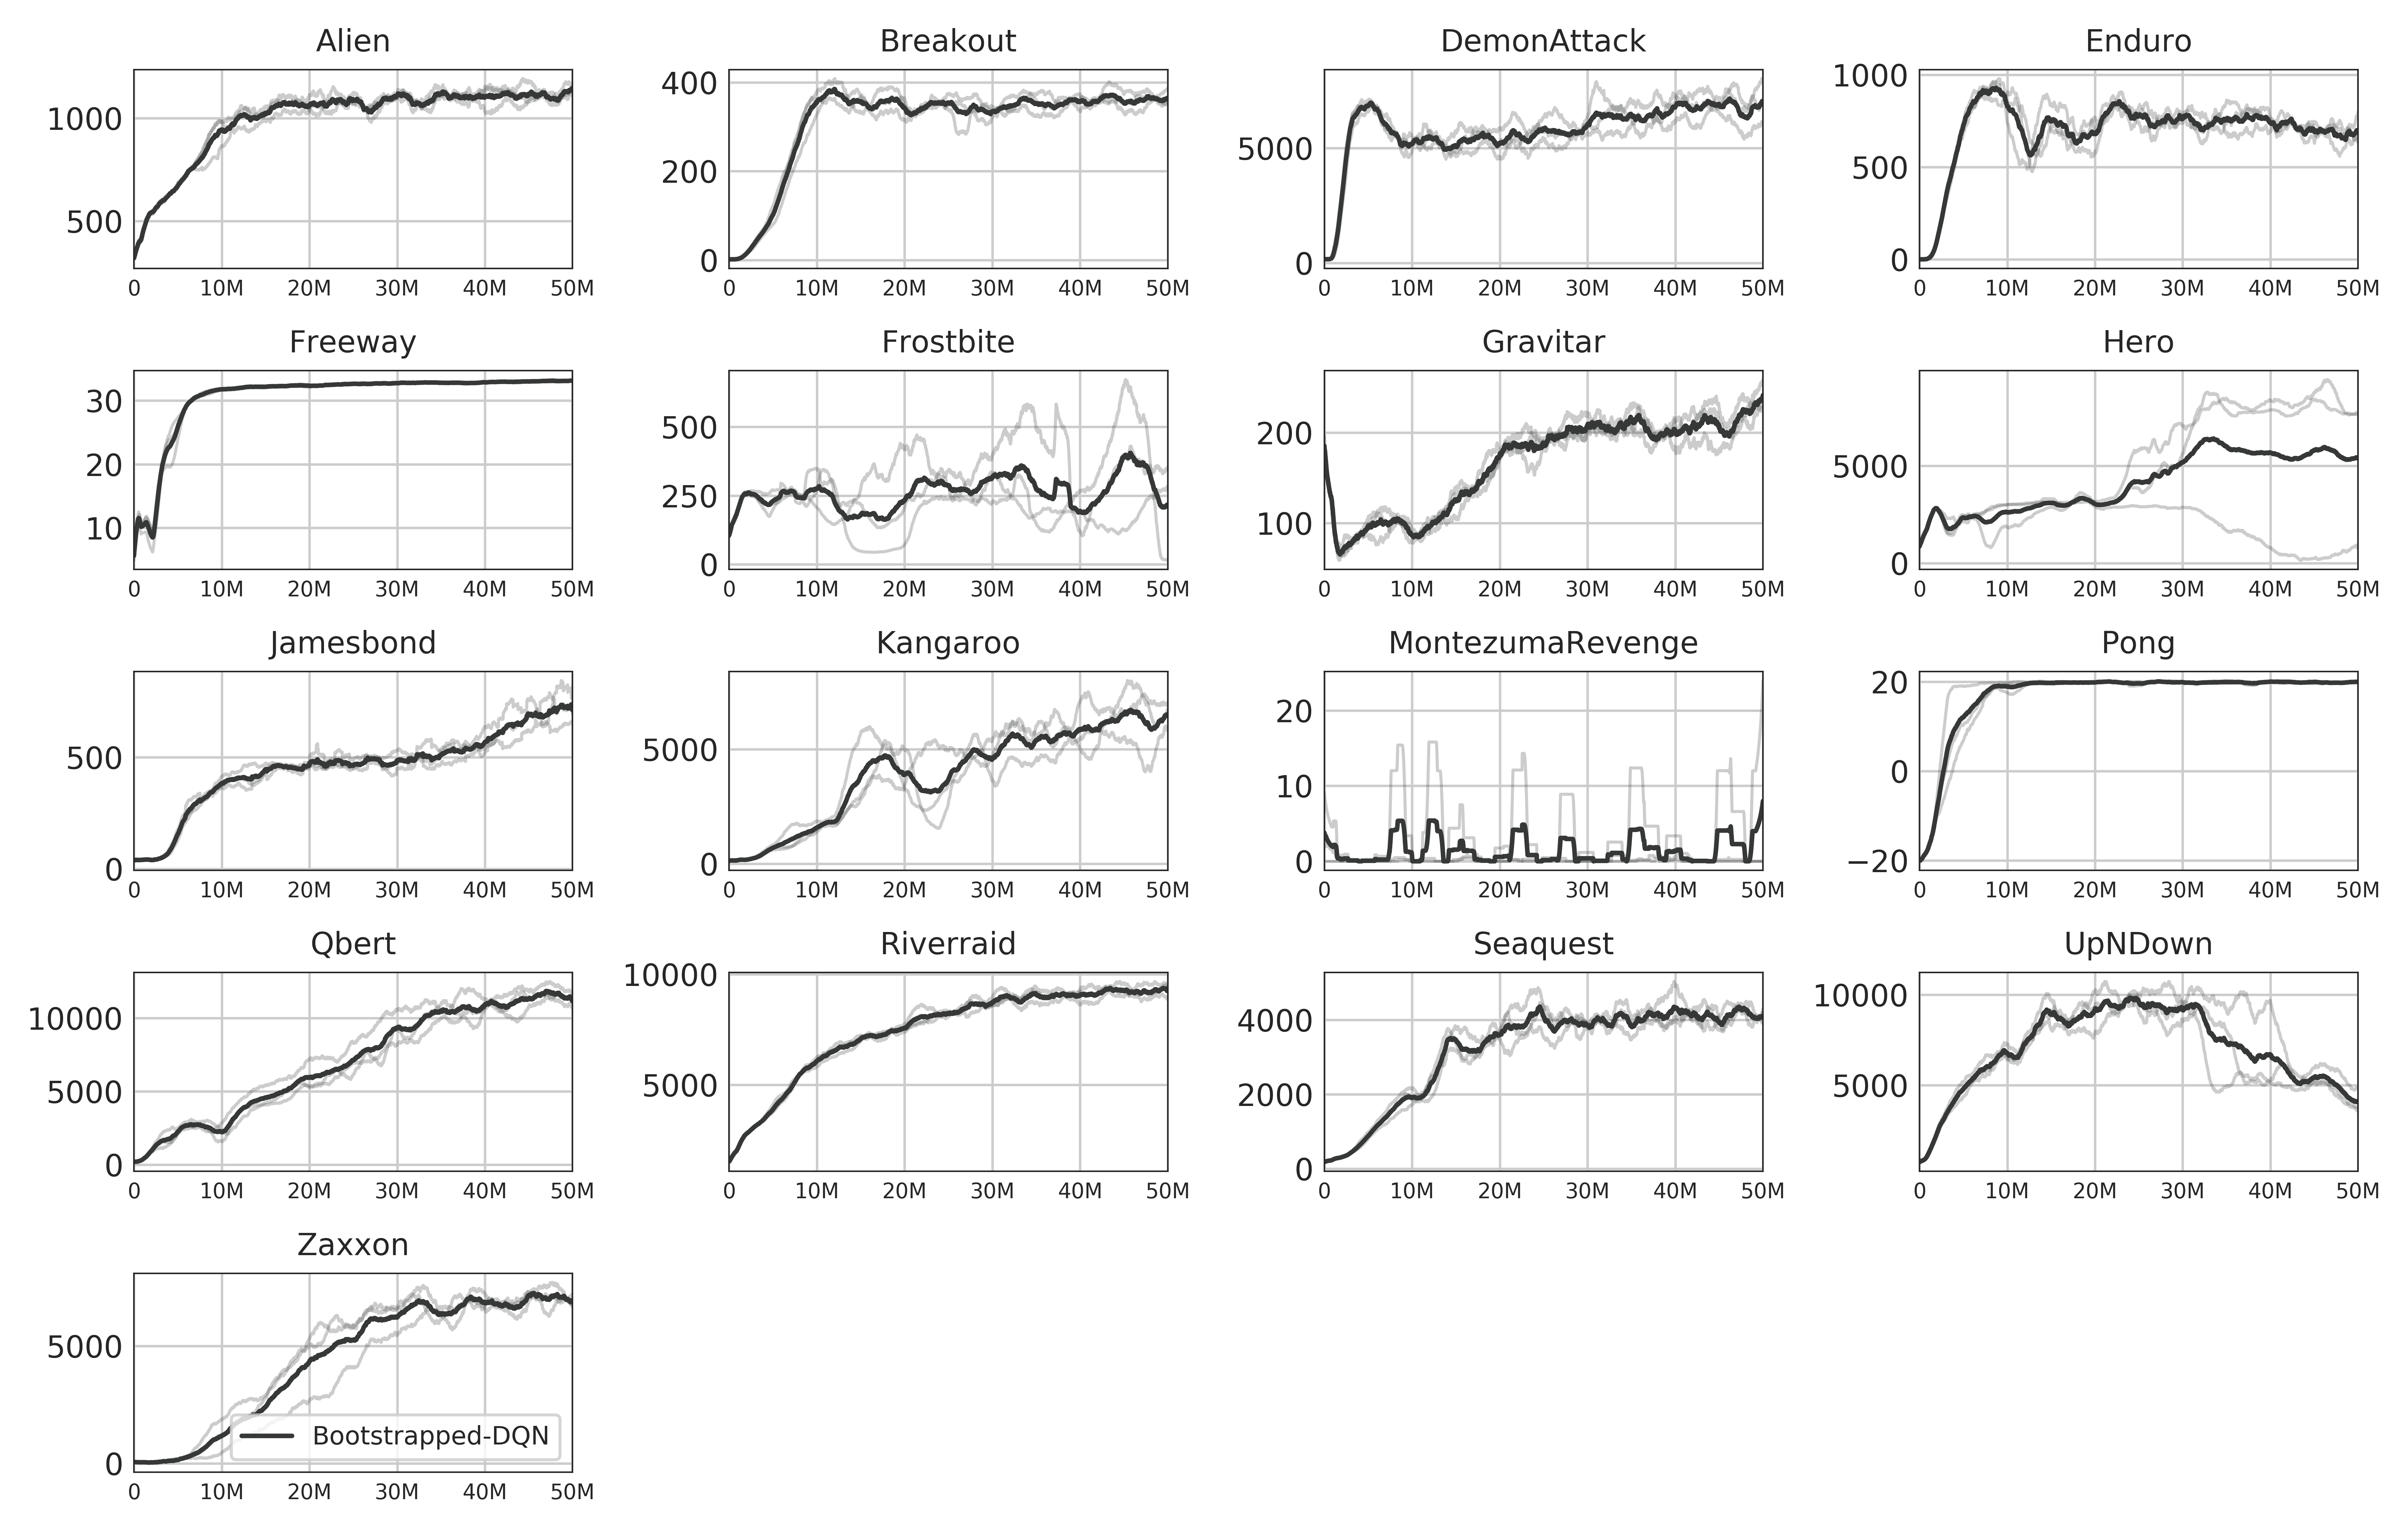 Alien
Breakout
DemonAttack
Enduro
1000
500
0 10M 20M 30M 40M 50M
400
200
0
0 10M 20M 30M 40M 50M
5000
0
0 10M 20M 30M 40M 50M
1000
500
0
0 10M 20M 30M 40M 50M
Freeway
Frostbite
Gravitar
Hero
30
20
10
0 10M 20M 30M 40M 50M
500
250
0
0 10M 20M 30M 40M 50M
200
100
0 10M 20M 30M 40M 50M
5000
0
0 10M 20M 30M 40M 50M
Jamesbond
Kangaroo
MontezumaRevenge
Pong
500
0
0 10M 20M 30M 40M 50M
5000
0
0 10M 20M 30M 40M 50M
20
10
0
0 10M 20M 30M 40M 50M
20
0
−20
0 10M 20M 30M 40M 50M
Qbert
Riverraid
Seaquest
UpNDown
10000
5000
0
0 10M 20M 30M 40M 50M
10000
5000
0 10M 20M 30M 40M 50M
4000
2000
0
0 10M 20M 30M 40M 50M
10000
5000
0 10M 20M 30M 40M 50M
Zaxxon
5000
0
0 10M 20M 30M 40M 50M
Bootstrapped-DQN